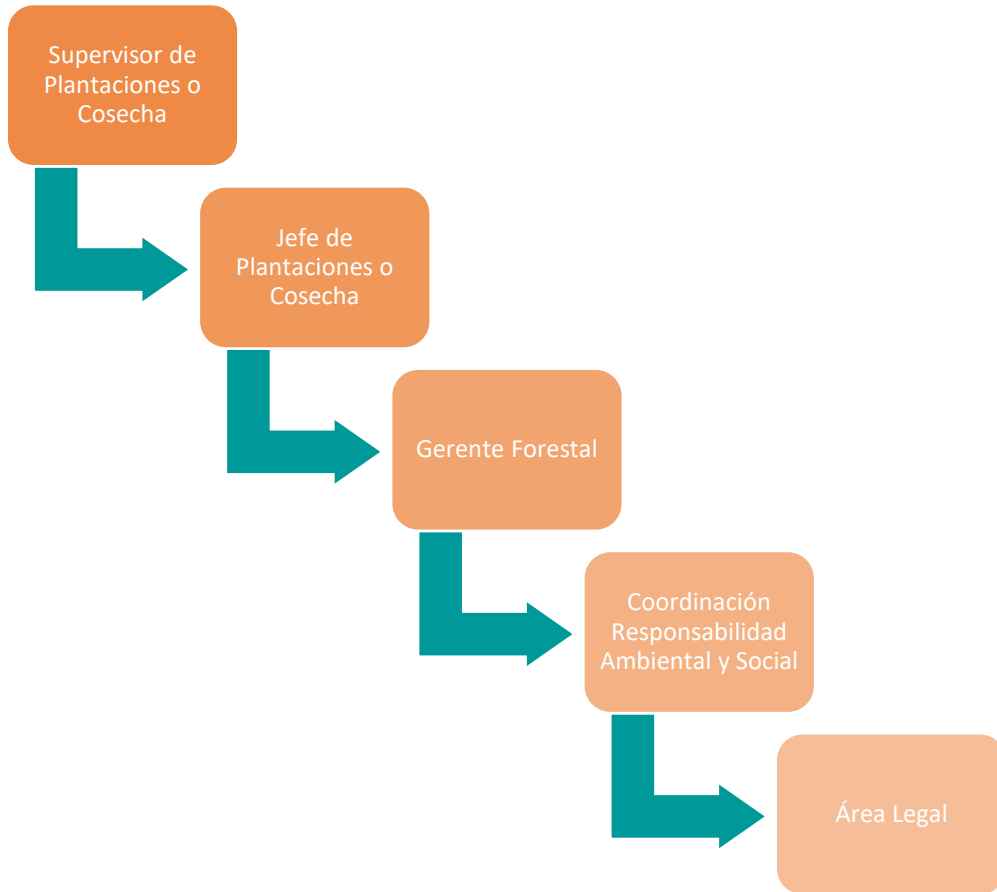 Supervisor de
Plantaciones o
Cosecha
Jefe de
Plantaciones o
Cosecha
Gerente Forestal
Coordinación
Responsabilidad
Ambiental y Social
Área Legal